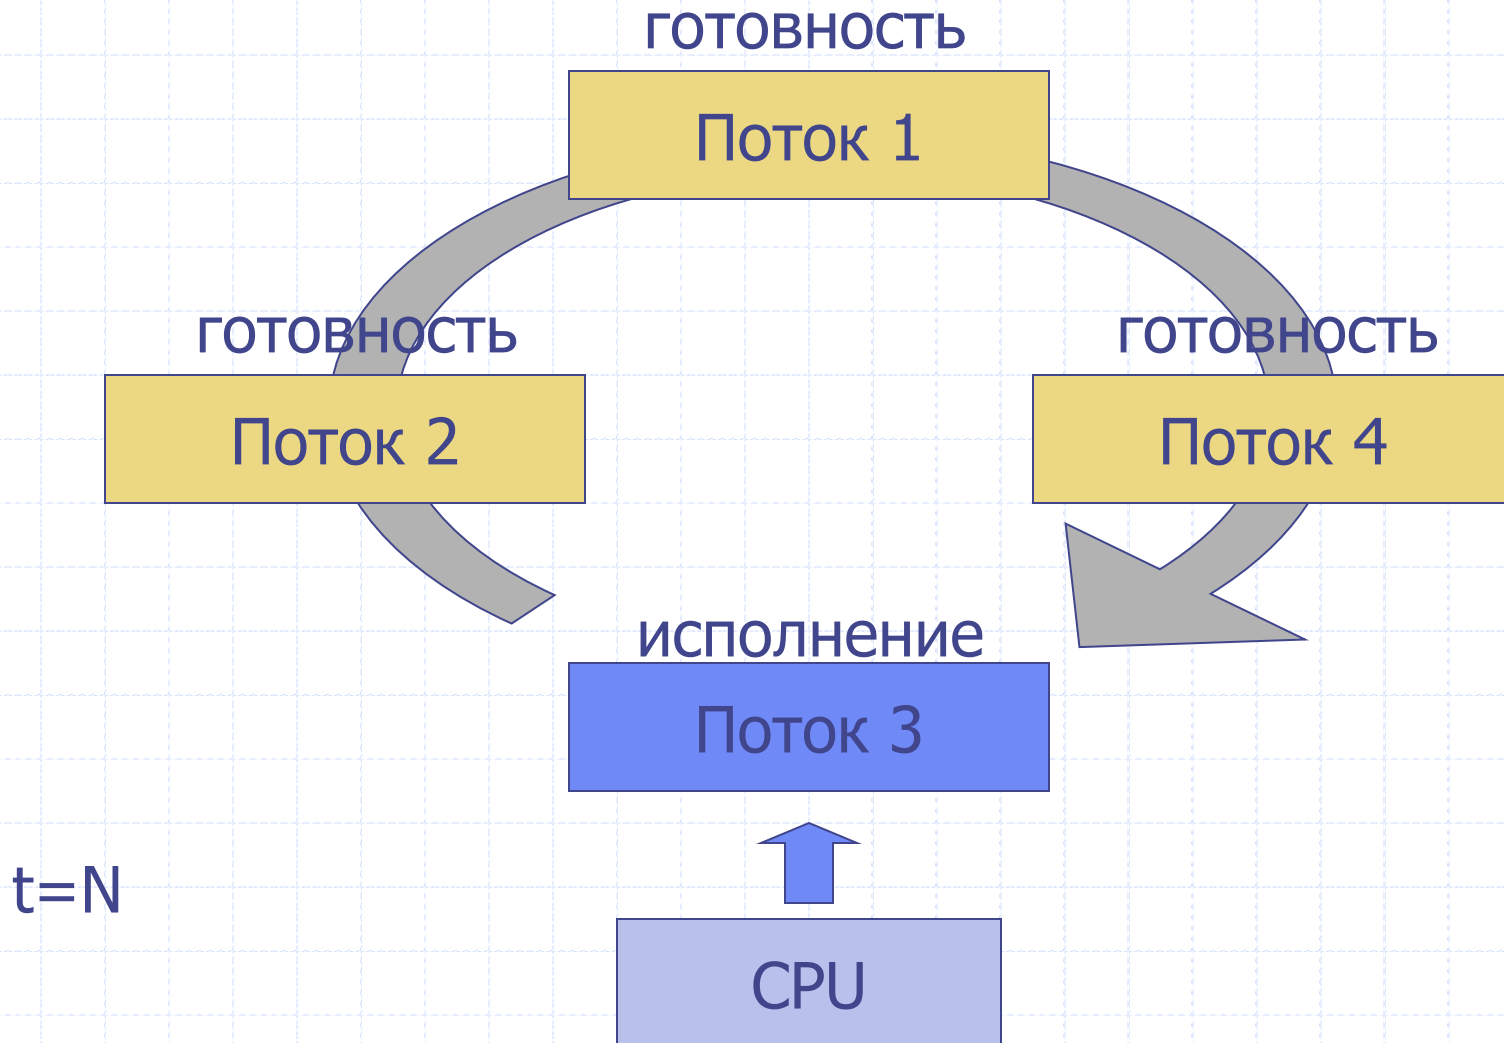 готовность
Поток 1
готовность
готовность
Поток 2
Поток 4
исполнение
Поток 3
t=N
CPU